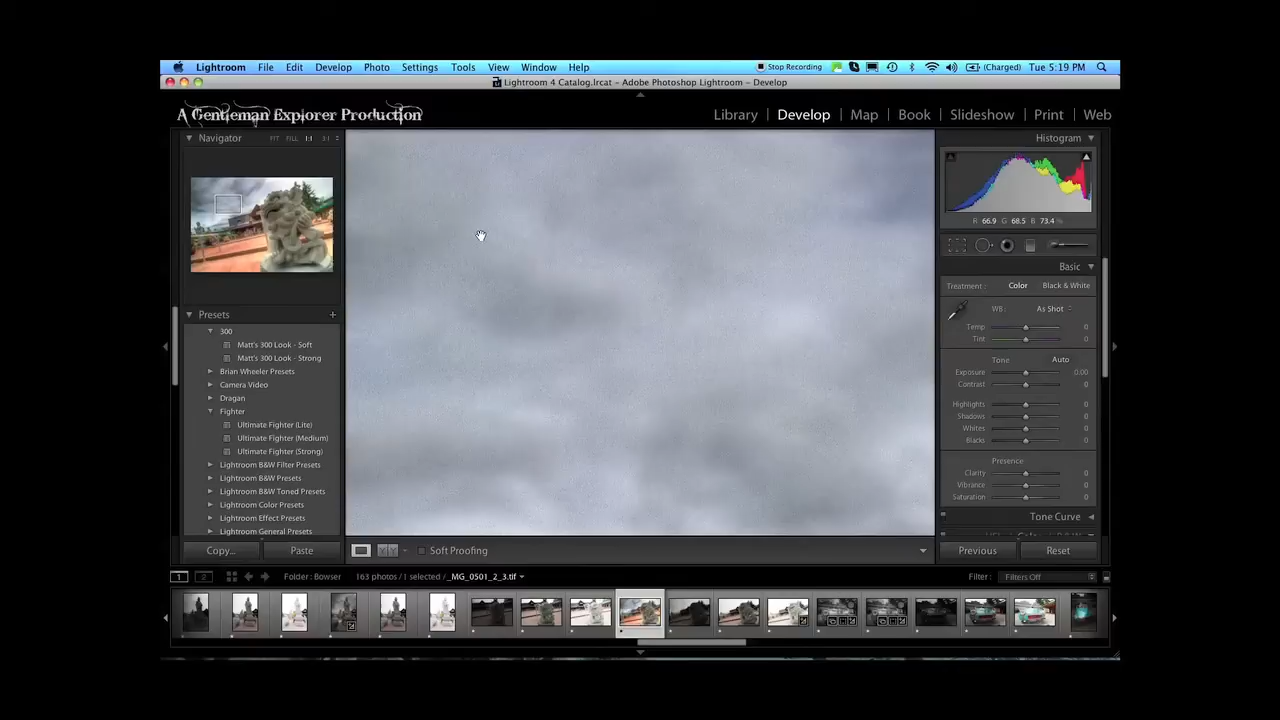 Lightroom File Edit Develop Photo Settings Tools View Window Help Stop Recording (Charged) Tue 5:19 PM
Lightroom 4 Catalog.lrcat – Adobe Photoshop Lightroom – Develop
A Gentleman Explorer Production Library | Develop | Map | Book | Slideshow | Print | Web
Navigator FIT FILL 1:1 3:1 Histogram
R 66.9 G 68.5 B 73.4 %
Basic
Treatment: Color Black & White
WB: As Shot
Temp 0
Tint 0
Tone Auto
Exposure 0.00
Contrast 0
Highlights 0
Shadows 0
Whites 0
Blacks 0
Presence
Clarity 0
Vibrance 0
Saturation 0
Tone Curve
Presets +
300
Matt's 300 Look - Soft
Matt's 300 Look - Strong
Brian Wheeler Presets
Camera Video
Dragan
Fighter
Ultimate Fighter (Lite)
Ultimate Fighter (Medium)
Ultimate Fighter (Strong)
Lightroom B&W Filter Presets
Lightroom B&W Presets
Lightroom B&W Toned Presets
Lightroom Color Presets
Lightroom Effect Presets
Lightroom General Presets
Copy... Paste Soft Proofing Previous Reset
1 2 Folder: Bowser 163 photos / 1 selected / _MG_0501_2_3.tif Filter: Filters Off